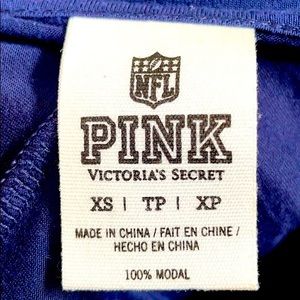 NFL
PINK
VICTORIA'S SECRET
XS | TP | XP
MADE IN CHINA / FAIT EN CHINE /
HECHO EN CHINA
100% MODAL